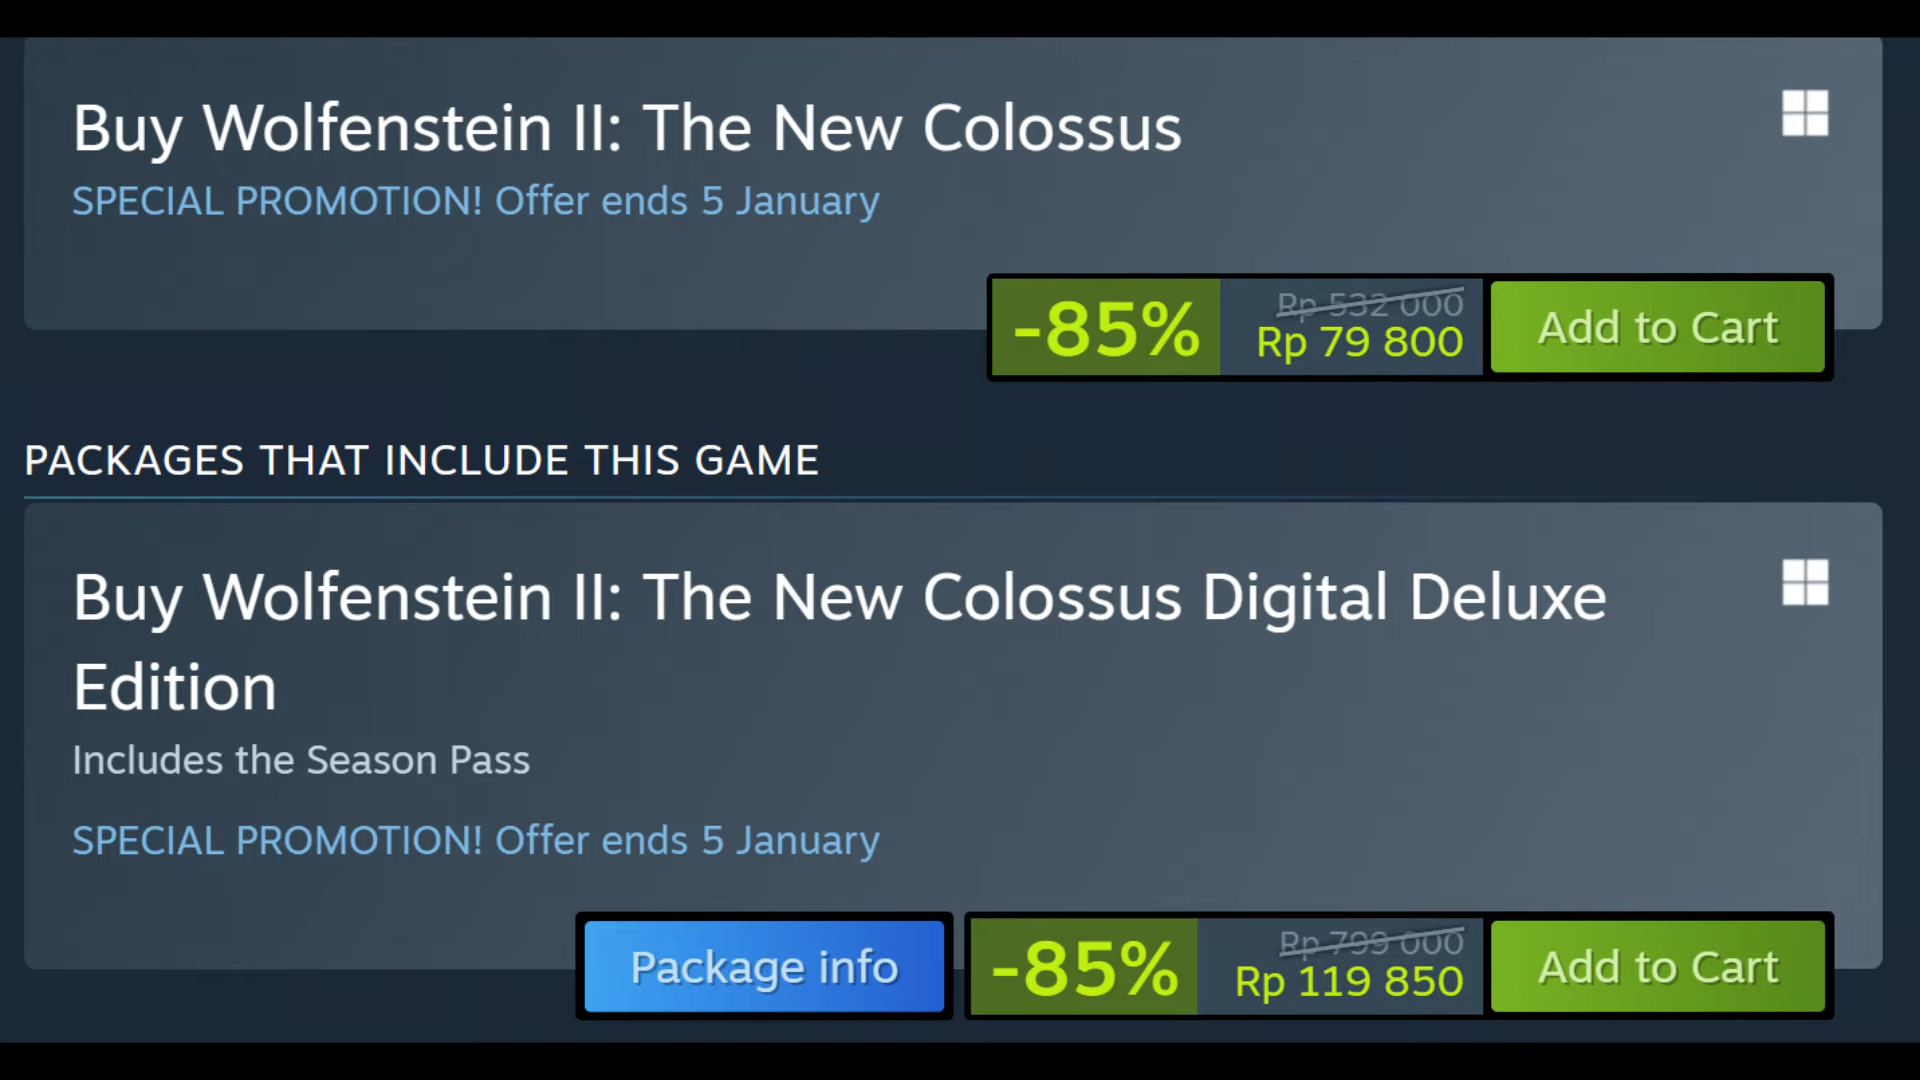 Buy Wolfenstein II: The New Colossus
SPECIAL PROMOTION! Offer ends 5 January
-85%
Rp 532 000
Rp 79 800
Add to Cart
PACKAGES THAT INCLUDE THIS GAME
Buy Wolfenstein II: The New Colossus Digital Deluxe
Edition
Includes the Season Pass
SPECIAL PROMOTION! Offer ends 5 January
Package info
-85%
Rp 799 000
Rp 119 850
Add to Cart